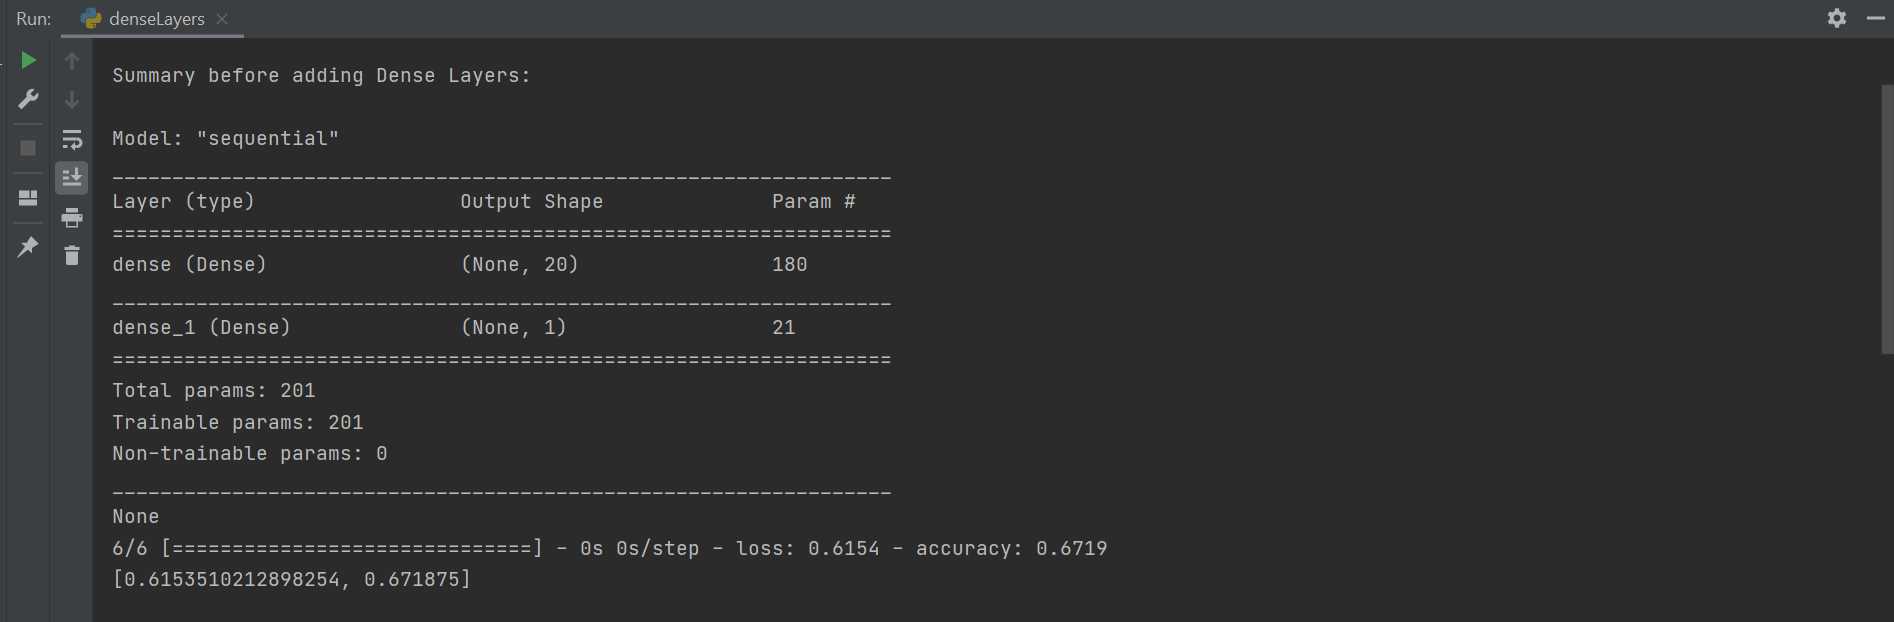 Run: denseLayers
Summary before adding Dense Layers:
Model: "sequential"
_________________________________________________________________
Layer (type)                 Output Shape              Param #
=================================================================
dense (Dense)                (None, 20)                180
_________________________________________________________________
dense_1 (Dense)              (None, 1)                 21
=================================================================
Total params: 201
Trainable params: 201
Non-trainable params: 0
_________________________________________________________________
None
6/6 [==============================] - 0s 0s/step - loss: 0.6154 - accuracy: 0.6719
[0.6153510212898254, 0.671875]